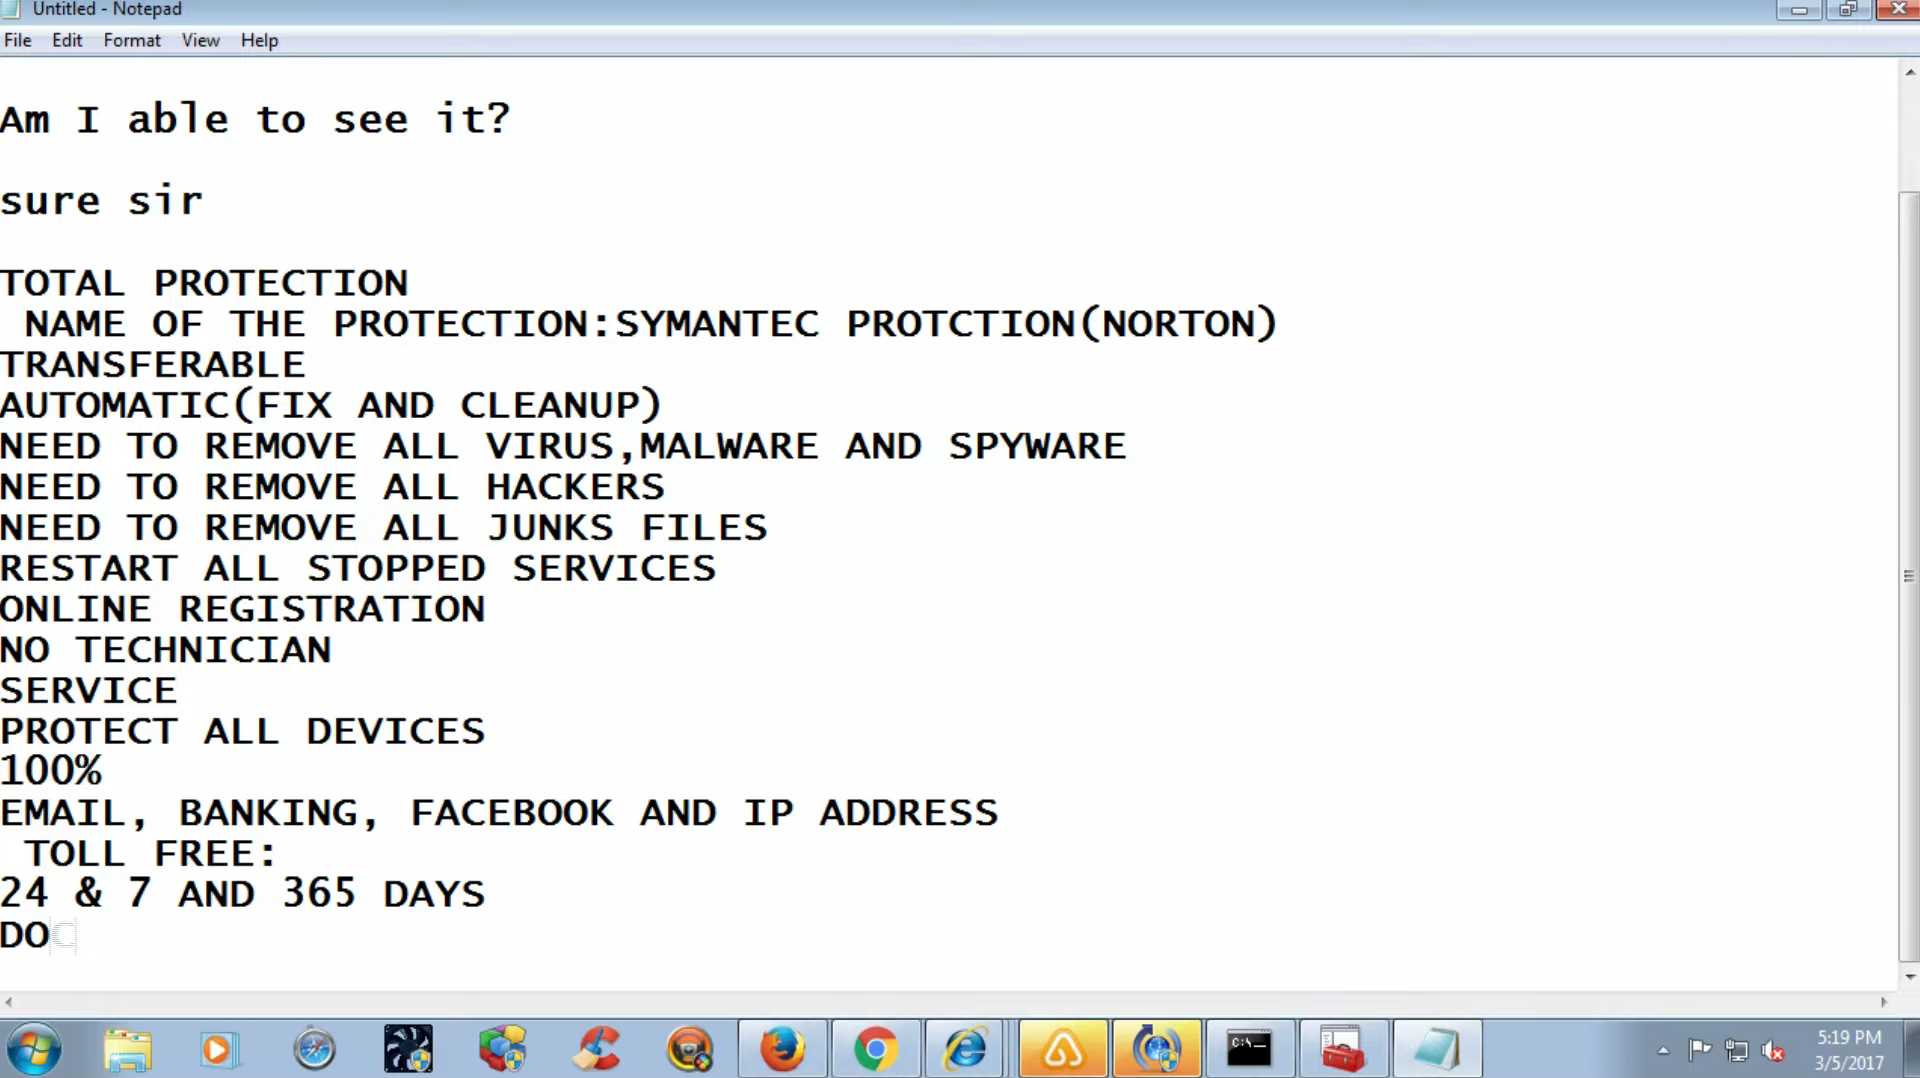 Untitled - Notepad
File Edit Format View Help
Am I able to see it?
sure sir
TOTAL PROTECTION
NAME OF THE PROTECTION:SYMANTEC PROTCTION(NORTON)
TRANSFERABLE
AUTOMATIC(FIX AND CLEANUP)
NEED TO REMOVE ALL VIRUS,MALWARE AND SPYWARE
NEED TO REMOVE ALL HACKERS
NEED TO REMOVE ALL JUNKS FILES
RESTART ALL STOPPED SERVICES
ONLINE REGISTRATION
NO TECHNICIAN
SERVICE
PROTECT ALL DEVICES
100%
EMAIL, BANKING, FACEBOOK AND IP ADDRESS
TOLL FREE:
24 & 7 AND 365 DAYS
DOC
C:\_
5:19 PM
3/5/2017